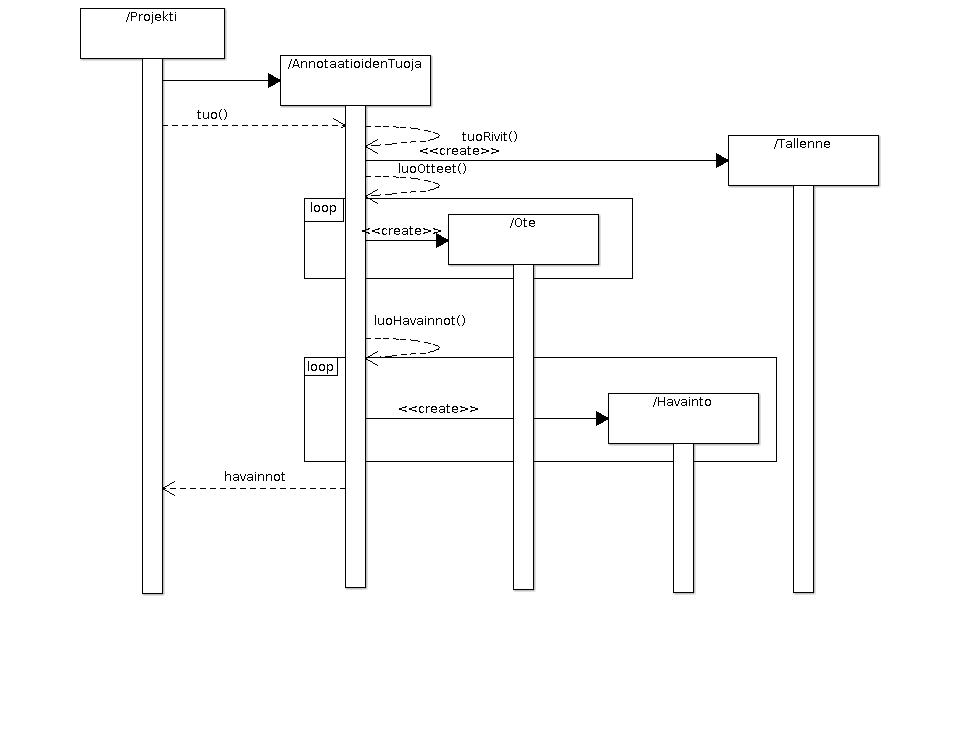 /Projekti
/AnnotaatioidenTuoja
tuo()
tuoRivit()
/Tallenne
<<create>>
luoOtteet()
loop
/Ote
<<create>>
luoHavainnot()
loop
/Havainto
<<create>>
havainnot